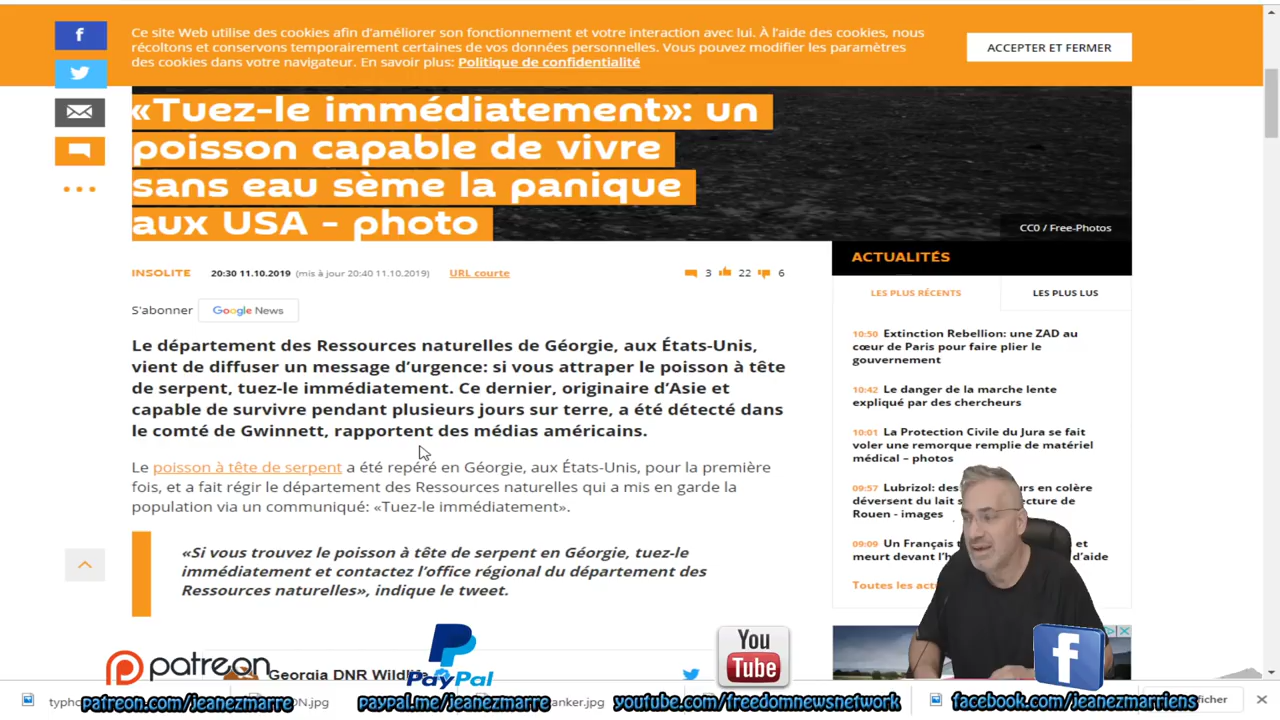 Ce site Web utilise des cookies afin d'améliorer son fonctionnement et votre interaction avec lui. À l'aide des cookies, nous
récoltons et conservons temporairement certaines de vos données personnelles. Vous pouvez modifier les paramètres
des cookies dans votre navigateur. En savoir plus: Politique de confidentialité
ACCEPTER ET FERMER
«Tuez-le immédiatement»: un
poisson capable de vivre
sans eau sème la panique
aux USA - photo
CC0 / Free-Photos
INSOLITE 20:30 11.10.2019 (mis à jour 20:40 11.10.2019) URL courte
3 22 6
S'abonner Google News
Le département des Ressources naturelles de Géorgie, aux États-Unis,
vient de diffuser un message d'urgence: si vous attraper le poisson à tête
de serpent, tuez-le immédiatement. Ce dernier, originaire d'Asie et
capable de survivre pendant plusieurs jours sur terre, a été détecté dans
le comté de Gwinnett, rapportent des médias américains.
Le poisson à tête de serpent a été repéré en Géorgie, aux États-Unis, pour la première
fois, et a fait régir le département des Ressources naturelles qui a mis en garde la
population via un communiqué: «Tuez-le immédiatement».
«Si vous trouvez le poisson à tête de serpent en Géorgie, tuez-le
immédiatement et contactez l'office régional du département des
Ressources naturelles», indique le tweet.
Georgia DNR
ACTUALITÉS
LES PLUS RÉCENTS LES PLUS LUS
10:50 Extinction Rebellion: une ZAD au
cœur de Paris pour faire plier le
gouvernement
10:42 Le danger de la marche lente
expliqué par des chercheurs
10:01 La Protection Civile du Jura se fait
voler une remorque remplie de matériel
médical – photos
09:57 Lubrizol: des en colère
déversent du lait de
Rouen - images
09:09 Un Français et
meurt devant d'aide
Toutes les
patreon
PayPal
You
Tube
patreon.com/jeanezmarre
paypal.me/jeanezmarre
youtube.com/freedomnewsnetwork
facebook.com/jeanezmarriens